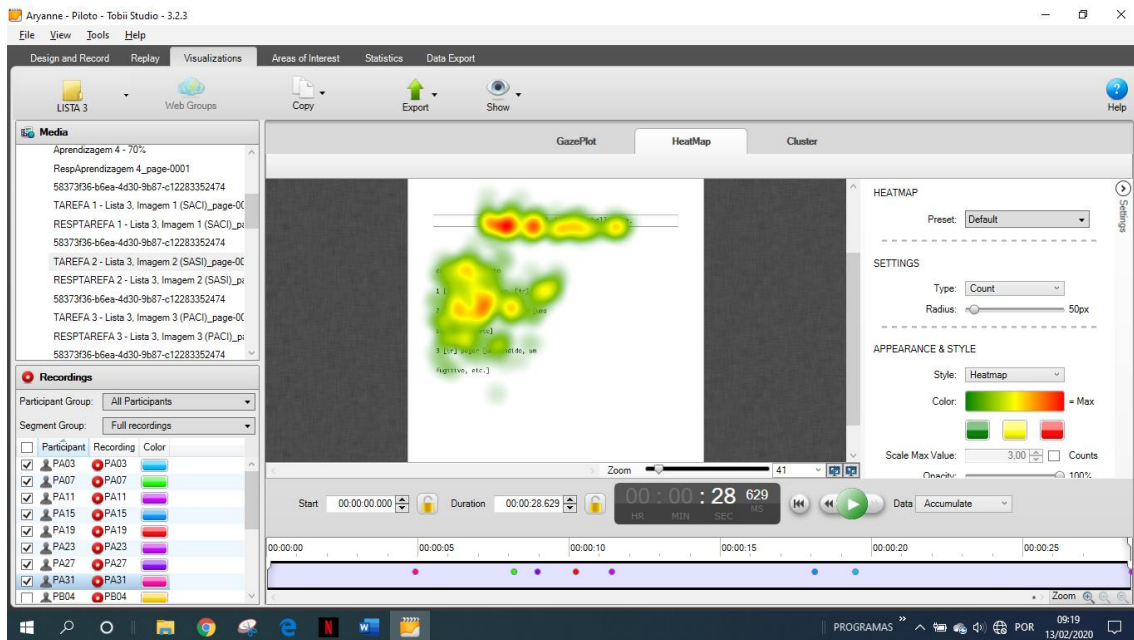 Aryanne - Piloto - Tobii Studio - 3.2.3
File View Tools Help
Design and Record Replay Visualizations Areas of Interest Statistics Data Export
LISTA 3 Web Groups Copy Export Show Help
Media
Aprendizagem 4 - 70%
RespAprendizagem 4_page-0001
58373f36-b6ea-4d30-9b87-c12283352474
TAREFA 1 - Lista 3, Imagem 1 (SACI)_page-00
RESPTAREFA 1 - Lista 3, Imagem 1 (SACI)_pa
58373f36-b6ea-4d30-9b87-c12283352474
TAREFA 2 - Lista 3, Imagem 2 (SASI)_page-00
RESPTAREFA 2 - Lista 3, Imagem 2 (SASI)_pa
58373f36-b6ea-4d30-9b87-c12283352474
TAREFA 3 - Lista 3, Imagem 3 (PACI)_page-00
RESPTAREFA 3 - Lista 3, Imagem 3 (PACI)_pa
58373f36-b6ea-4d30-9b87-c12283352474
Recordings
Participant Group: All Participants
Segment Group: Full recordings
Participant Recording Color
PA03 PA03
PA07 PA07
PA11 PA11
PA15 PA15
PA19 PA19
PA23 PA23
PA27 PA27
PA31 PA31
PB04 PB04
GazePlot HeatMap Cluster
1 [
3 [ir] um
fugitivo, etc.]
HEATMAP
Preset: Default
SETTINGS
Type: Count
Radius: 50px
APPEARANCE & STYLE
Style: Heatmap
Color: = Max
Scale Max Value: 3,00 Counts
Opacity: 100%
Settings
Zoom 41
Start 00:00:00.000 Duration 00:00:28.629 00 : 00 : 28 629 Data Accumulate
HR MIN SEC MS
00:00:00 00:00:05 00:00:10 00:00:15 00:00:20 00:00:25
Zoom
PROGRAMAS POR 09:19
13/02/2020